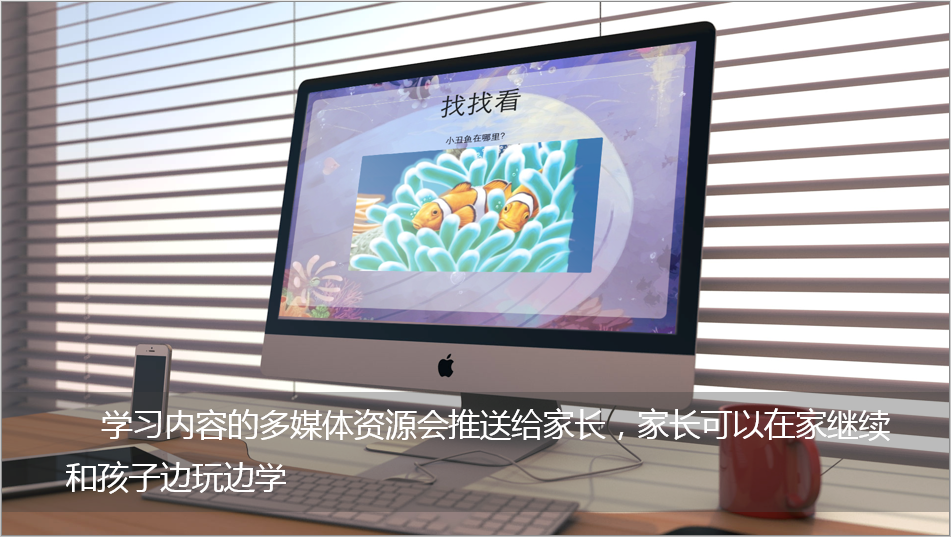 找找看
小丑鱼在哪里?
学习内容的多媒体资源会推送给家长，家长可以在家继续
和孩子边玩边学